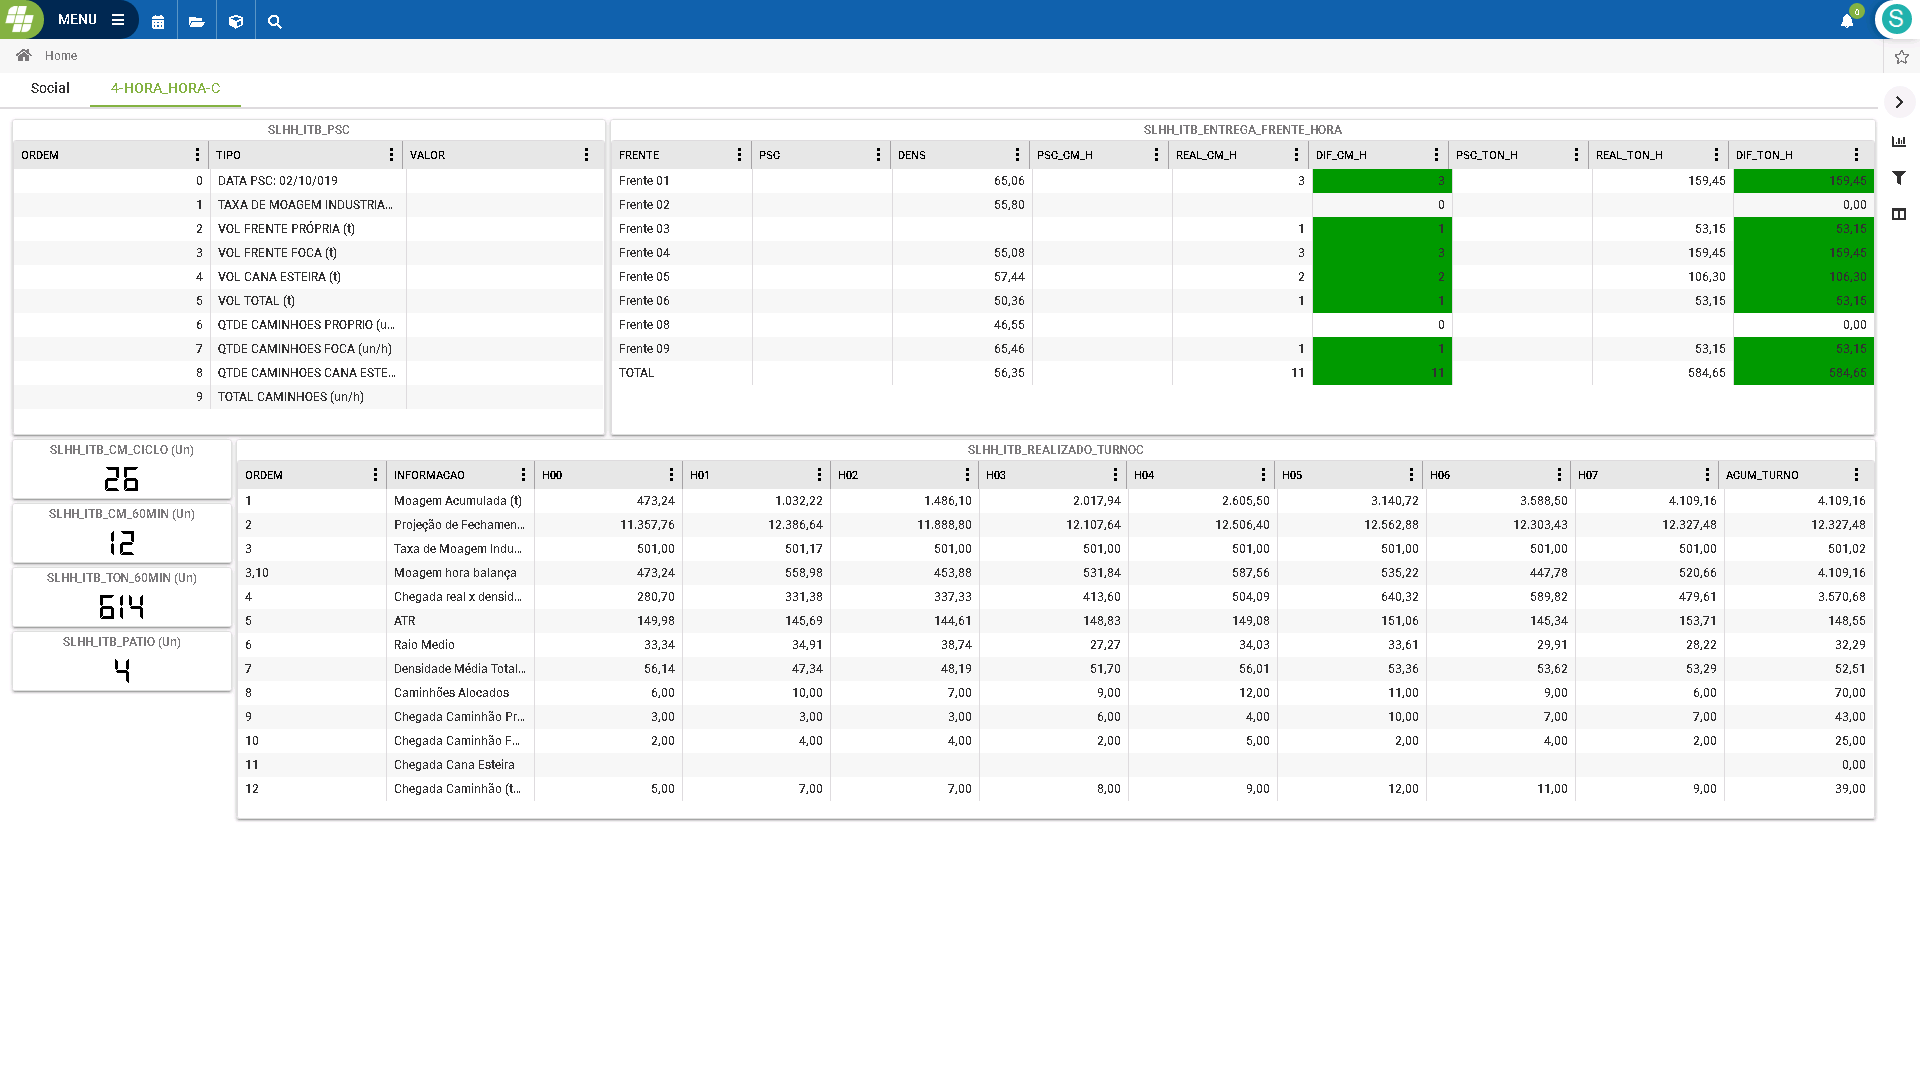 MENU
0
S
Home
Social 4-HORA_HORA-C
SLHH_ITB_PSC
ORDEM TIPO VALOR
0 DATA PSC: 02/10/019
1 TAXA DE MOAGEM INDUSTRIA...
2 VOL FRENTE PRÓPRIA (t)
3 VOL FRENTE FOCA (t)
4 VOL CANA ESTEIRA (t)
5 VOL TOTAL (t)
6 QTDE CAMINHOES PROPRIO (u...
7 QTDE CAMINHOES FOCA (un/h)
8 QTDE CAMINHOES CANA ESTE...
9 TOTAL CAMINHOES (un/h)
SLHH_ITB_ENTREGA_FRENTE_HORA
FRENTE PSC DENS PSC_CM_H REAL_CM_H DIF_CM_H PSC_TON_H REAL_TON_H DIF_TON_H
Frente 01 65,06 3 3 159,45 159,45
Frente 02 55,80 0 0,00
Frente 03 1 1 53,15 53,15
Frente 04 55,08 3 3 159,45 159,45
Frente 05 57,44 2 2 106,30 106,30
Frente 06 50,36 1 1 53,15 53,15
Frente 08 46,55 0 0,00
Frente 09 65,46 1 1 53,15 53,15
TOTAL 56,35 11 11 584,65 584,65
SLHH_ITB_CM_CICLO (Un)
26
SLHH_ITB_CM_60MIN (Un)
12
SLHH_ITB_TON_60MIN (Un)
614
SLHH_ITB_PATIO (Un)
4
SLHH_ITB_REALIZADO_TURNOC
ORDEM INFORMACAO H00 H01 H02 H03 H04 H05 H06 H07 ACUM_TURNO
1 Moagem Acumulada (t) 473,24 1.032,22 1.486,10 2.017,94 2.605,50 3.140,72 3.588,50 4.109,16 4.109,16
2 Projeção de Fechamen... 11.357,76 12.386,64 11.888,80 12.107,64 12.506,40 12.562,88 12.303,43 12.327,48 12.327,48
3 Taxa de Moagem Indu... 501,00 501,17 501,00 501,00 501,00 501,00 501,00 501,00 501,02
3,10 Moagem hora balança 473,24 558,98 453,88 531,84 587,56 535,22 447,78 520,66 4.109,16
4 Chegada real x densid... 280,70 331,38 337,33 413,60 504,09 640,32 589,82 479,61 3.570,68
5 ATR 149,98 145,69 144,61 148,83 149,08 151,06 145,34 153,71 148,55
6 Raio Medio 33,34 34,91 38,74 27,27 34,03 33,61 29,91 28,22 32,29
7 Densidade Média Total... 56,14 47,34 48,19 51,70 56,01 53,36 53,62 53,29 52,51
8 Caminhões Alocados 6,00 10,00 7,00 9,00 12,00 11,00 9,00 6,00 70,00
9 Chegada Caminhão Pr... 3,00 3,00 3,00 6,00 4,00 10,00 7,00 7,00 43,00
10 Chegada Caminhão F... 2,00 4,00 4,00 2,00 5,00 2,00 4,00 2,00 25,00
11 Chegada Cana Esteira 0,00
12 Chegada Caminhão (t... 5,00 7,00 7,00 8,00 9,00 12,00 11,00 9,00 39,00